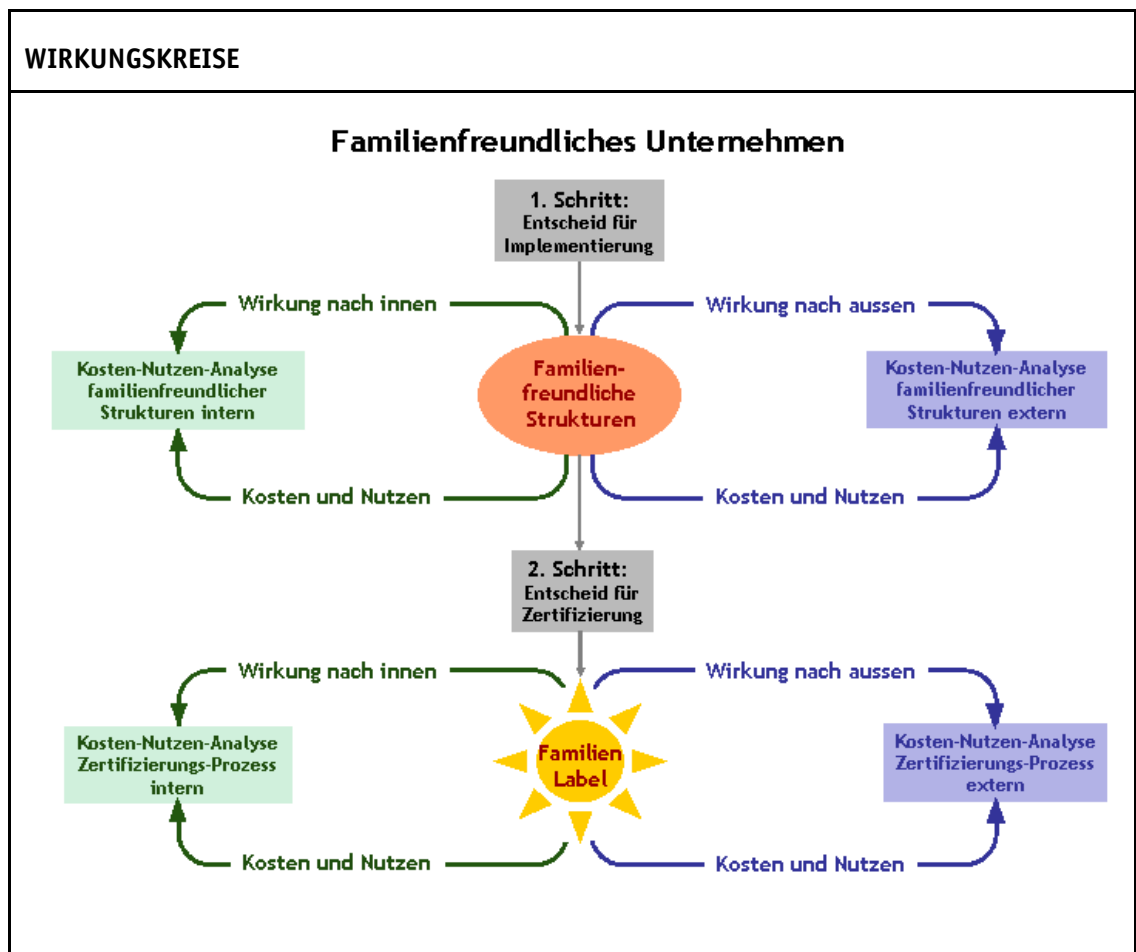 WIRKUNGSKREISE
Familienfreundliches Unternehmen
1. Schritt:
Entscheid für
Implementierung
Wirkung nach innen
Wirkung nach aussen
Kosten-Nutzen-Analyse
familienfreundlicher
Strukturen intern
Familien-
freundliche
Strukturen
Kosten-Nutzen-Analyse
familienfreundlicher
Strukturen extern
Kosten und Nutzen
Kosten und Nutzen
2. Schritt:
Entscheid für
Zertifizierung
Wirkung nach innen
Wirkung nach aussen
Kosten-Nutzen-Analyse
Zertifizierungs-Prozess
intern
Familien
Label
Kosten-Nutzen-Analyse
Zertifizierungs-Prozess
extern
Kosten und Nutzen
Kosten und Nutzen